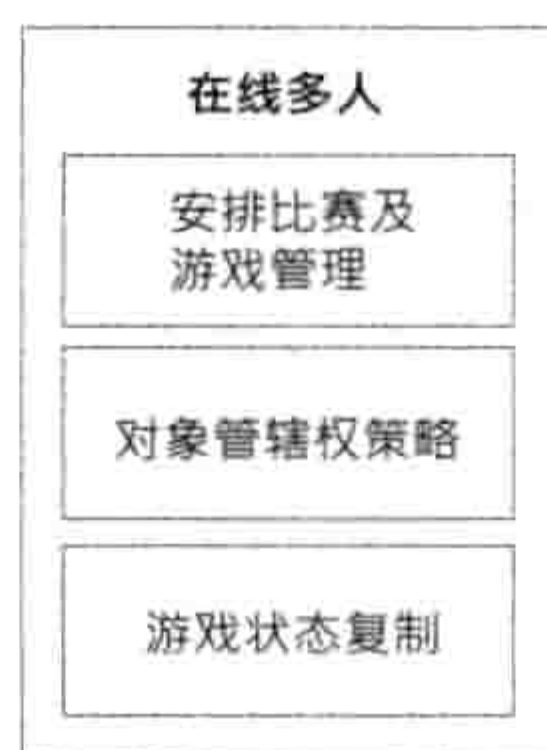 在线多人
安排比赛及
游戏管理
对象管辖权策略
游戏状态复制